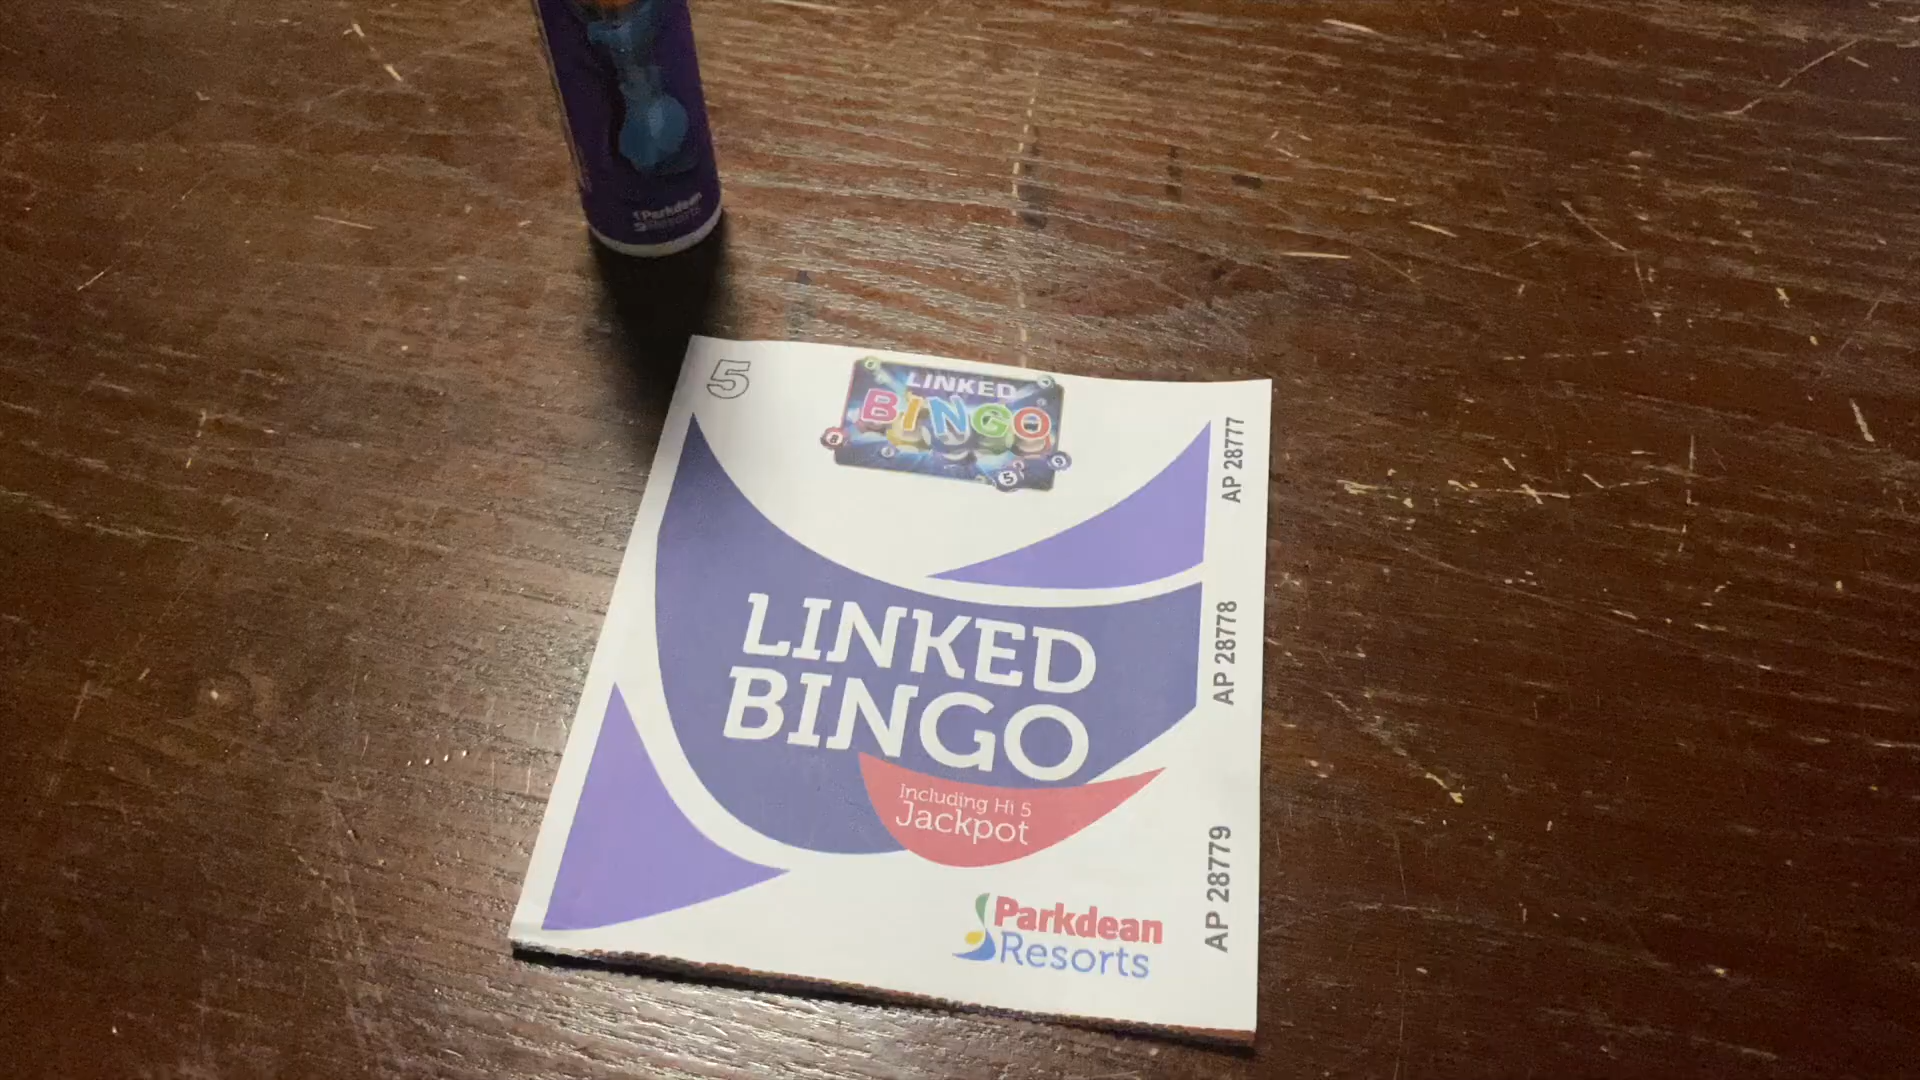 Parkdean
Resorts
5
LINKED
BINGO
5
AP 28777
AP 28778
AP 28779
LINKED
BINGO
Including Hi 5
Jackpot
Parkdean
Resorts